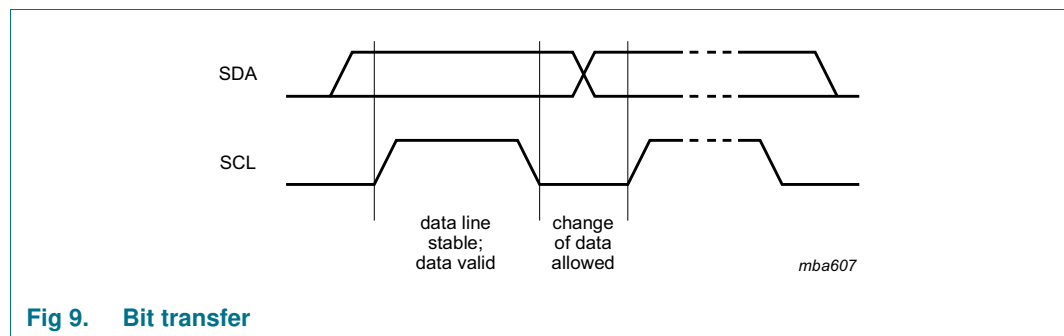 SDA
SCL
data line
stable;
data valid
change
of data
allowed
mba607
Fig 9. Bit transfer